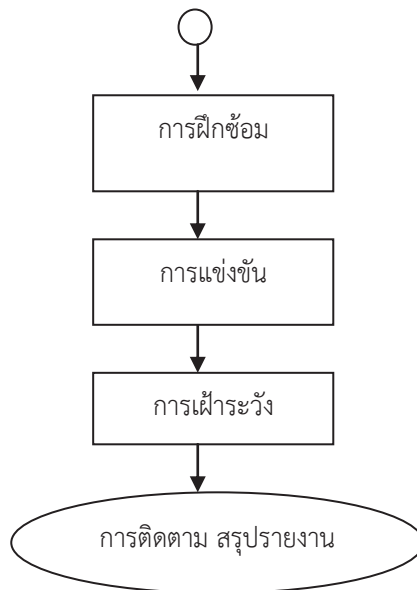 การฝึกซ้อม
การแข่งขัน
การเฝ้าระวัง
การติดตาม สรุปรายงาน